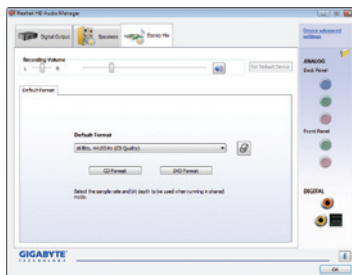 Realtek HD Audio Manager
Digital Output
Speakers
Stereo Mix
Device advanced
settings
Recording Volume
L
R
Set Default Device
ANALOG
Back Panel
Default Format
Default Format
16 Bits, 44100 Hz (CD Quality)
CD Format
DVD Format
Select the sample rate and bit depth to be used when running in shared
mode.
Front Panel
DIGITAL
GIGABYTE
TECHNOLOGY
OK